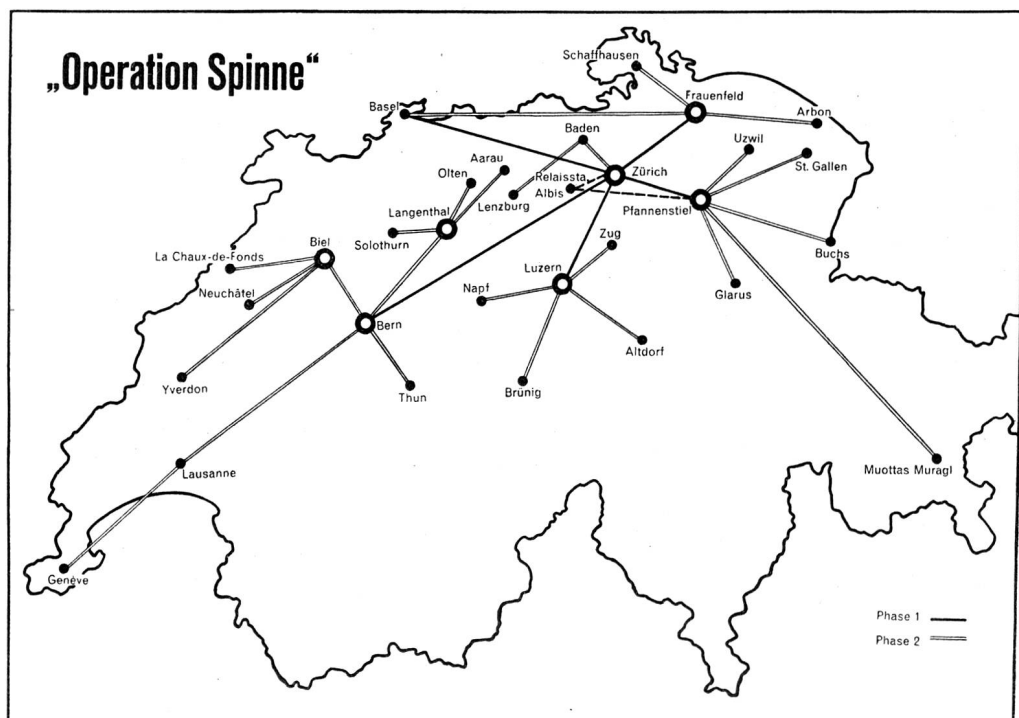 „Operation Spinne“
Schaffhausen
Basel
Frauenfeld
Arbon
Baden
Uzwil
Aarau
St. Gallen
Olten
Relaissta.
Zürich
Albis
Lenzburg
Langenthal
Pfannenstiel
Solothurn
Biel
Zug
La Chaux-de-Fonds
Buchs
Luzern
Neuchâtel
Napf
Glarus
Bern
Altdorf
Yverdon
Thun
Brünig
Lausanne
Muottas Muragl
Genève
Phase 1
Phase 2